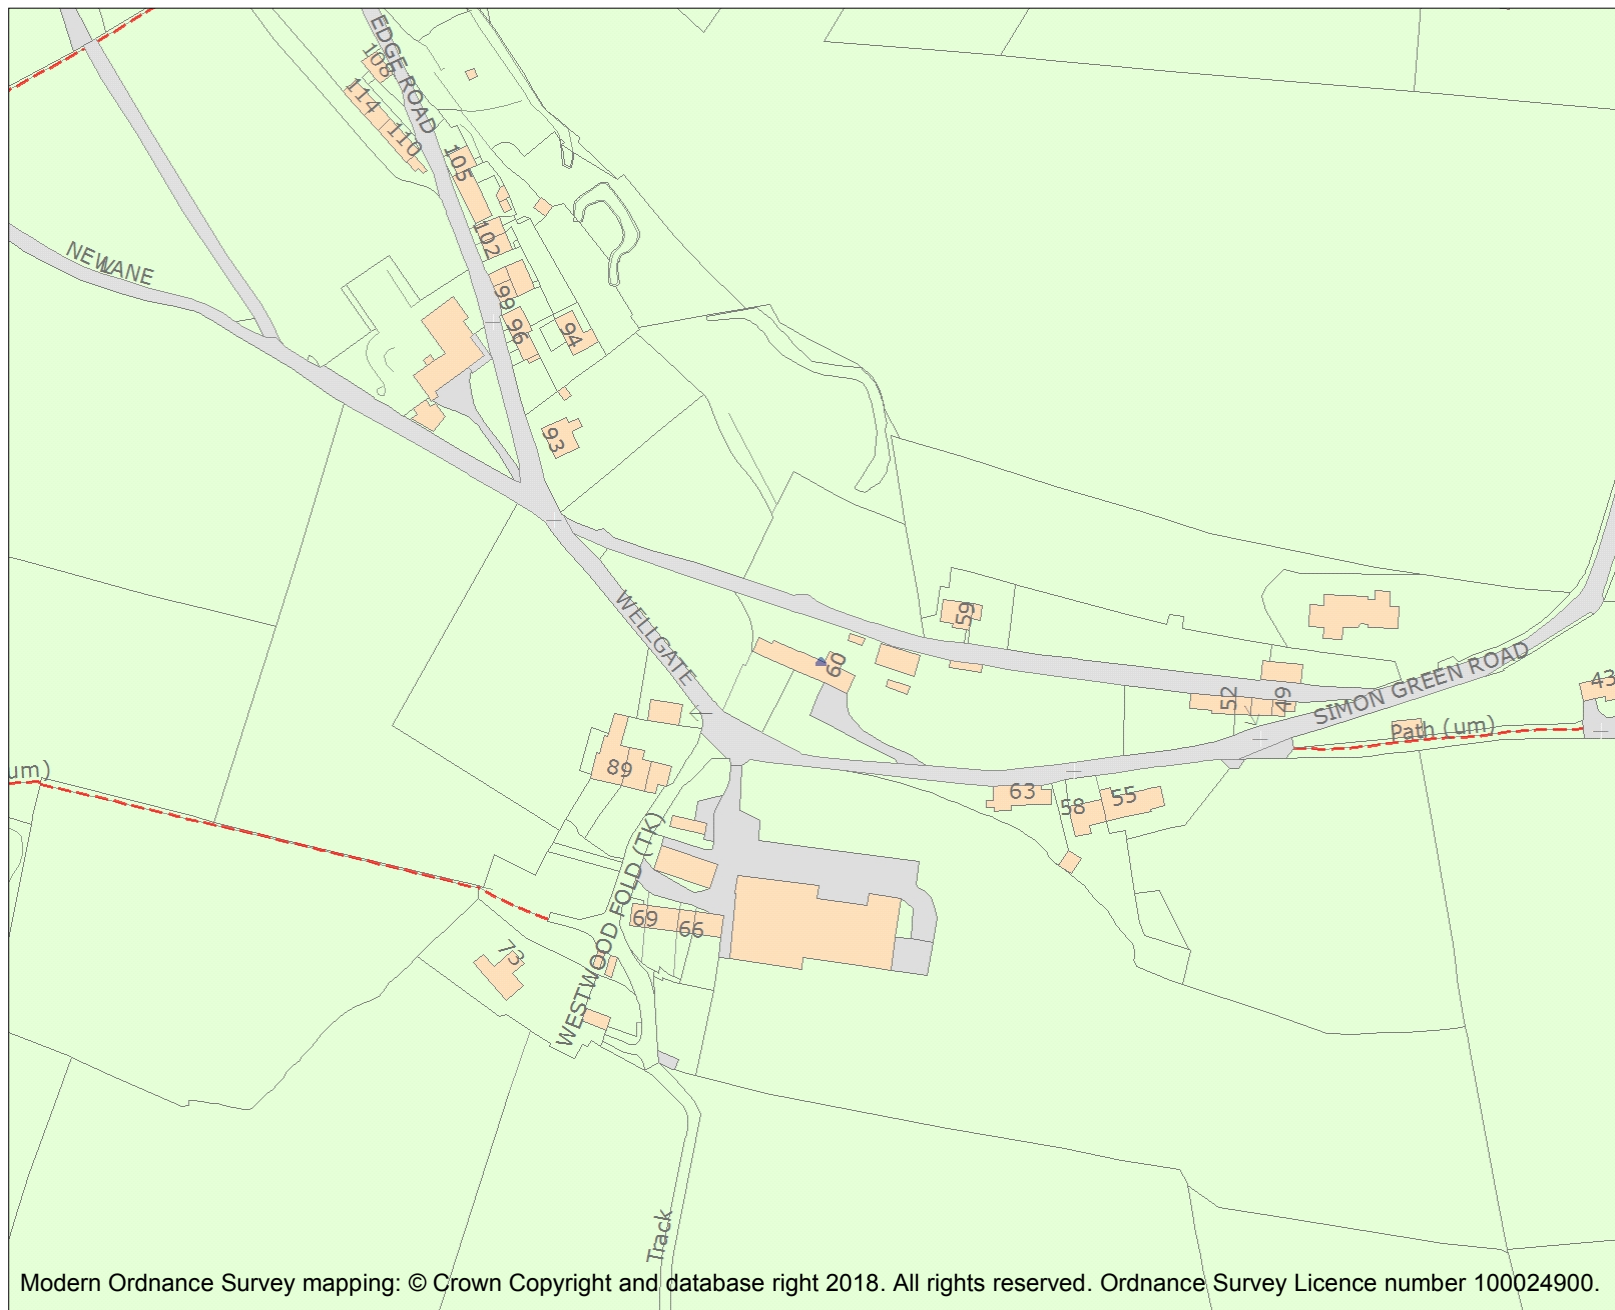 EDGE ROAD
108
114
110
105
102
NEW LANE
99
96
94
93
WELLGATE
59
60
52
49
SIMON GREEN ROAD
43
Path (um)
um)
89
63
58
55
WESTWOOD FOLD (TK)
69
66
73
Track
Modern Ordnance Survey mapping: © Crown Copyright and database right 2018. All rights reserved. Ordnance Survey Licence number 100024900.